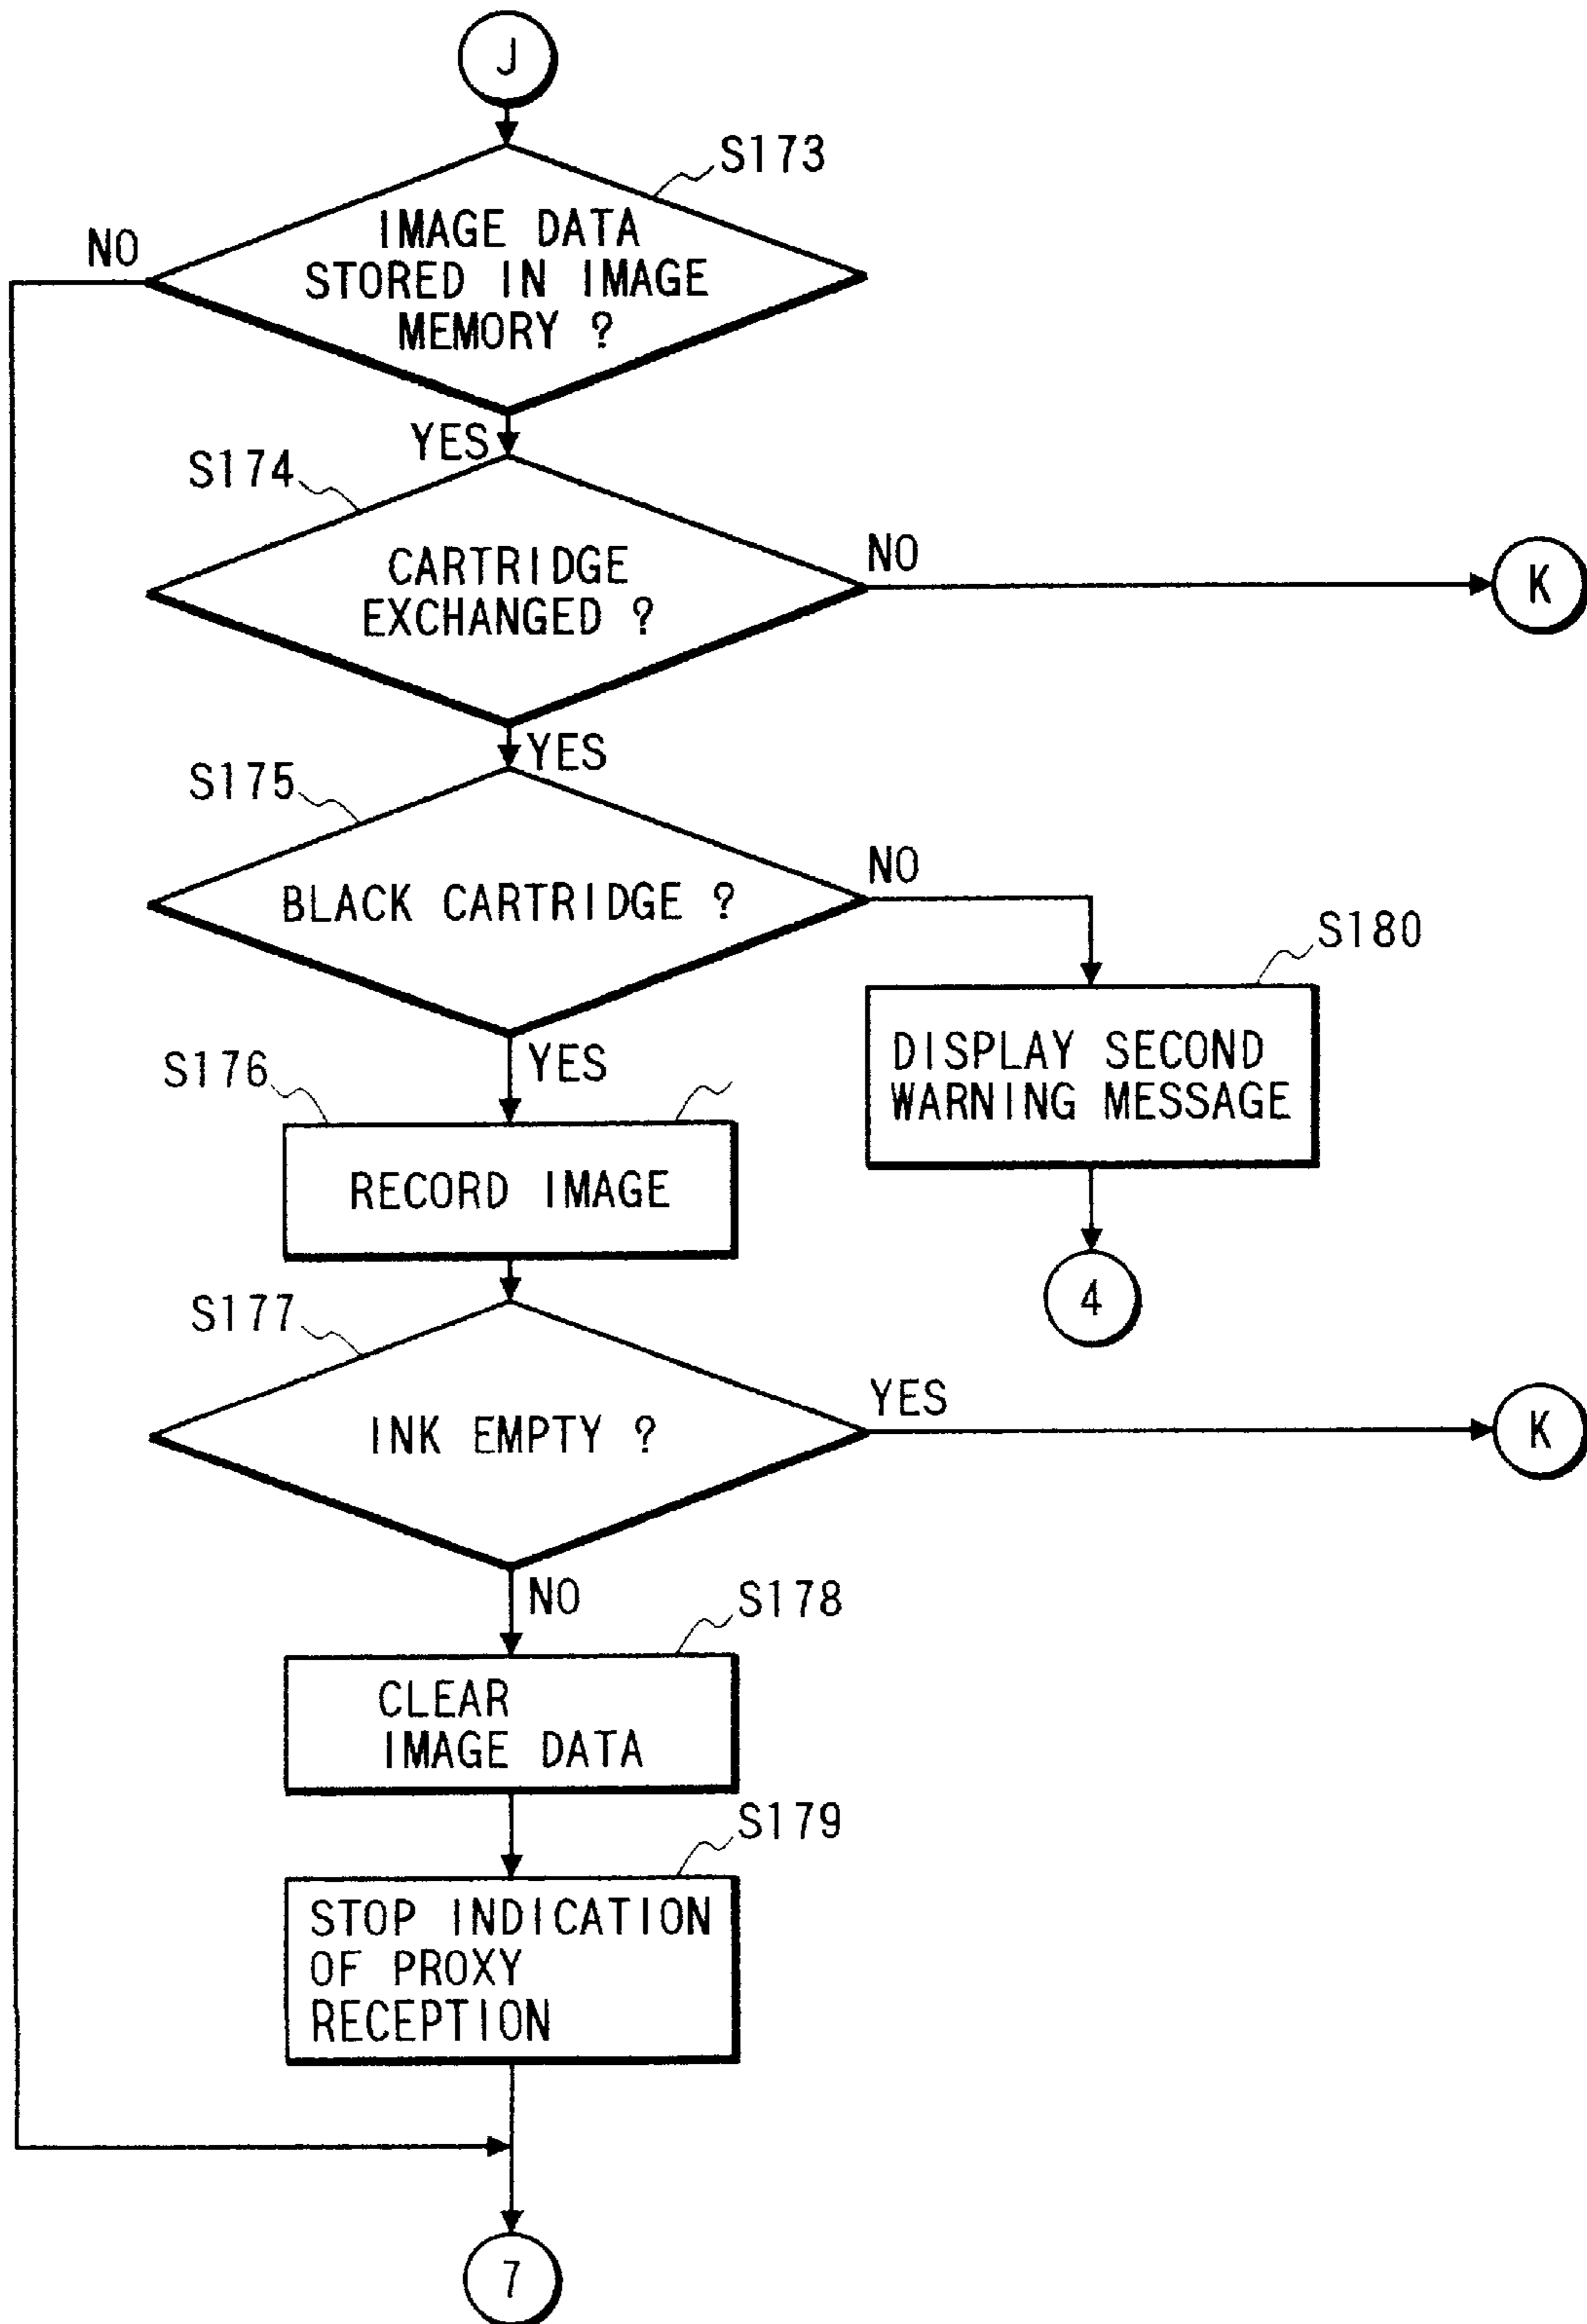 J
S173
NO
IMAGE DATA
STORED IN IMAGE
MEMORY ?
YES
S174
CARTRIDGE
EXCHANGED ?
NO
K
YES
S175
BLACK CARTRIDGE ?
NO
S180
DISPLAY SECOND
WARNING MESSAGE
4
YES
S176
RECORD IMAGE
S177
INK EMPTY ?
YES
K
NO
S178
CLEAR
IMAGE DATA
S179
STOP INDICATION
OF PROXY
RECEPTION
7